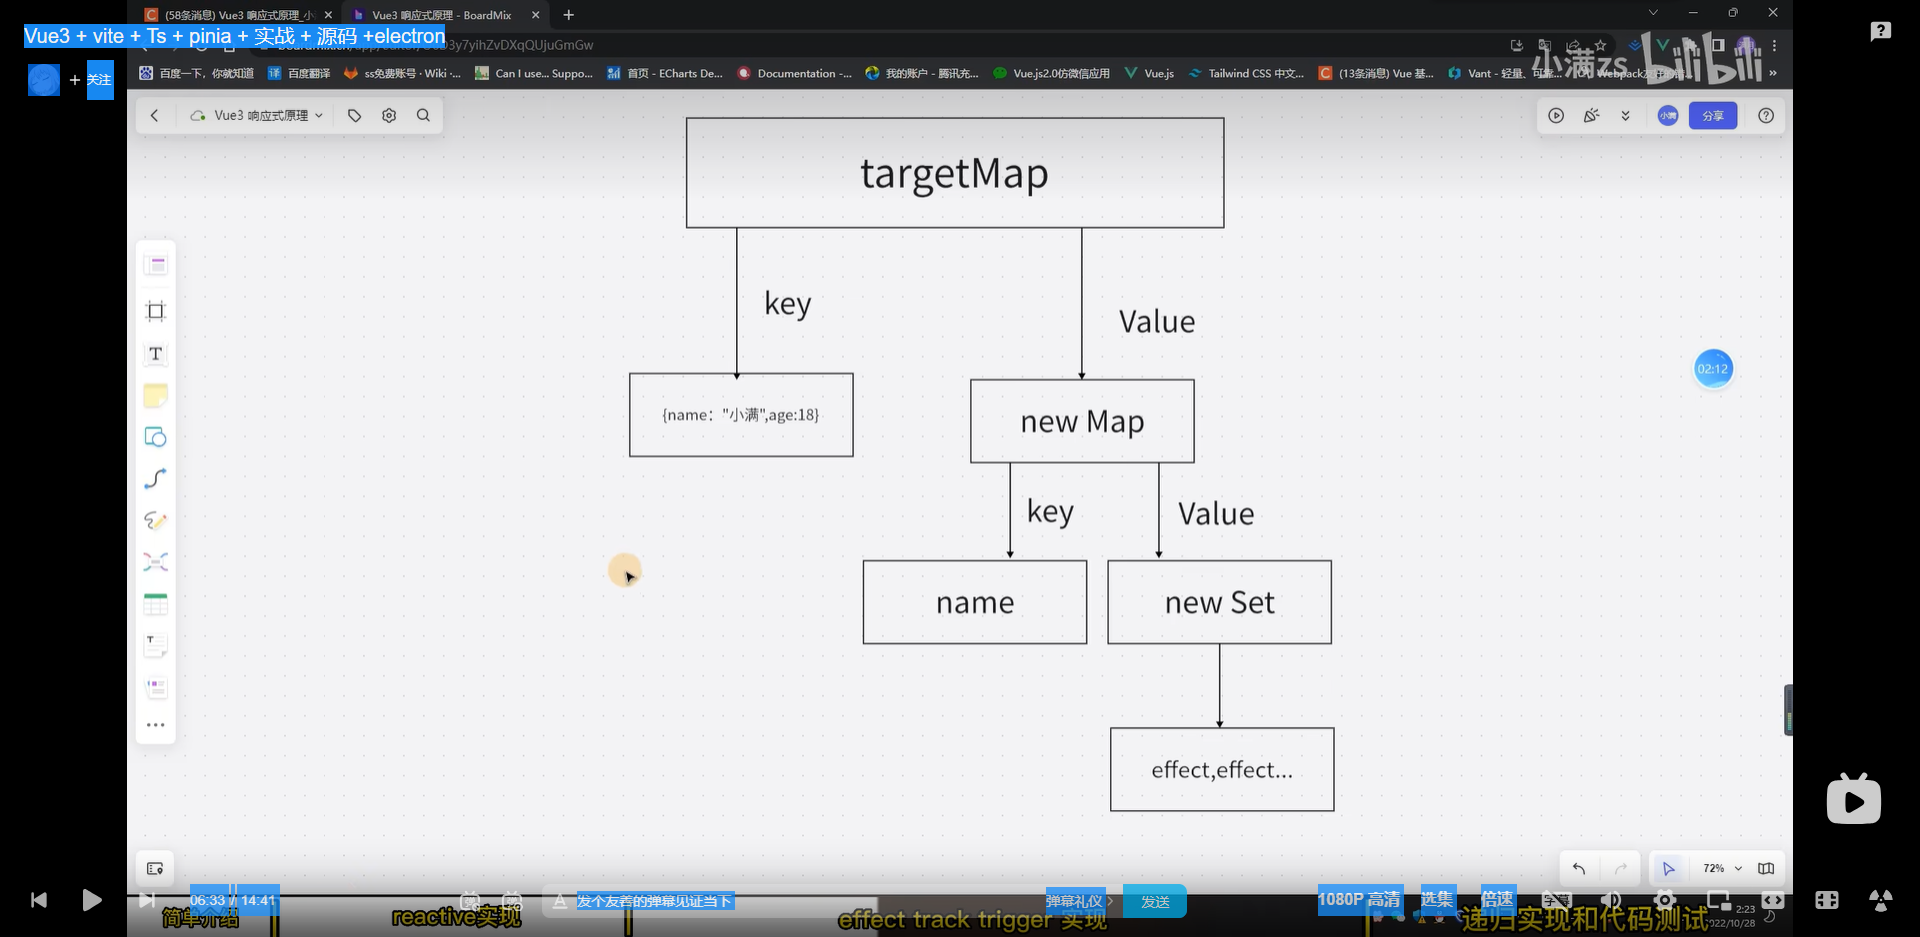 (58条消息) Vue3 响应式原理_小
Vue3 响应式原理 - BoardMix
Vue3 + vite + Ts + pinia + 实战 + 源码 +electron
3y7yihZvDXqQUjuGmGw
关注
百度一下，你就知道
译 百度翻译
ss免费账号 · Wiki ·...
Can I use... Suppo...
首页 - ECharts De...
Documentation -...
我的账户 - 腾讯充...
Vue.js2.0仿微信应用
Vue.js
Tailwind CSS 中文...
(13条消息) Vue 基...
Vant - 轻量、可靠...
小满zs bilibili
Vue3 响应式原理
小满
分享
targetMap
key
Value
{name："小满",age:18}
new Map
key
Value
name
new Set
effect,effect...
02:12
72%
06:33 // 14:41
发个友善的弹幕见证当下
弹幕礼仪
发送
1080P 高清
选集
倍速
简单介绍
reactive实现
effect track trigger 实现
递归实现和代码测试
2:23
2022/10/28